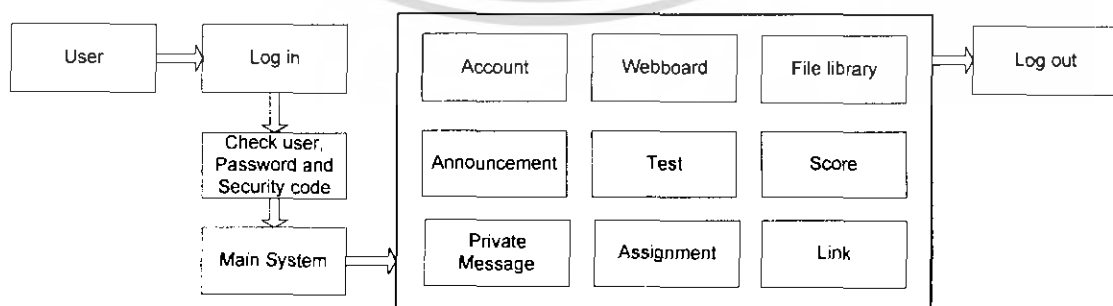 User
Log in
Check user,
Password and
Security code
Main System
Account
Webboard
File library
Announcement
Test
Score
Private
Message
Assignment
Link
Log out